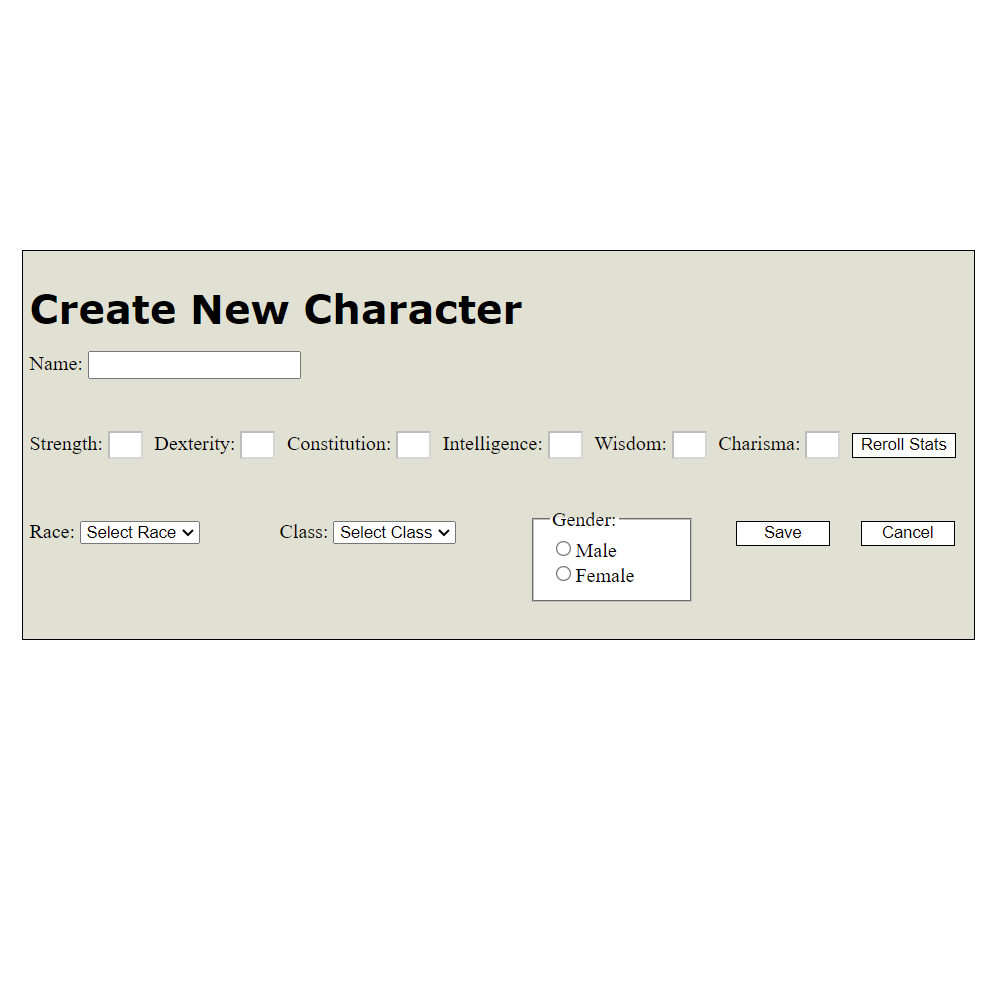 Create New Character
Name:
Strength: Dexterity: Constitution: Intelligence: Wisdom: Charisma: Reroll Stats
Race: Select Race Class: Select Class Gender: Save Cancel
Male
Female